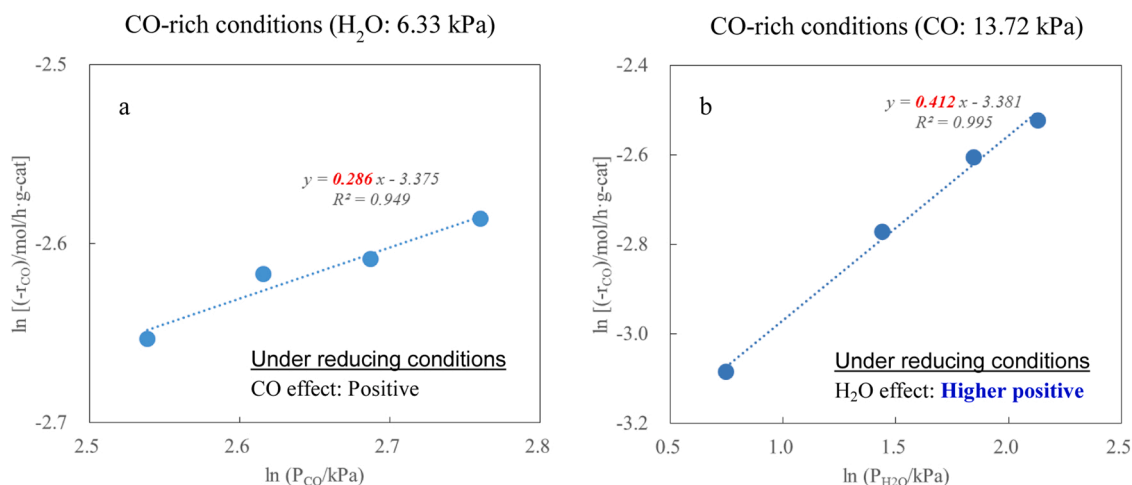 CO-rich conditions (H₂O: 6.33 kPa)
a
y = 0.286 x - 3.375
R² = 0.949
Under reducing conditions
CO effect: Positive
-2.5
-2.6
-2.7
2.5
2.6
2.7
2.8
ln [(-r_CO)/mol/h·g-cat]
ln (P_CO/kPa)
CO-rich conditions (CO: 13.72 kPa)
b
y = 0.412 x - 3.381
R² = 0.995
Under reducing conditions
H₂O effect: Higher positive
-2.4
-2.6
-2.8
-3.0
-3.2
0.5
1.0
1.5
2.0
2.5
ln [(-r_CO)/mol/h·g-cat]
ln (P_H2O/kPa)